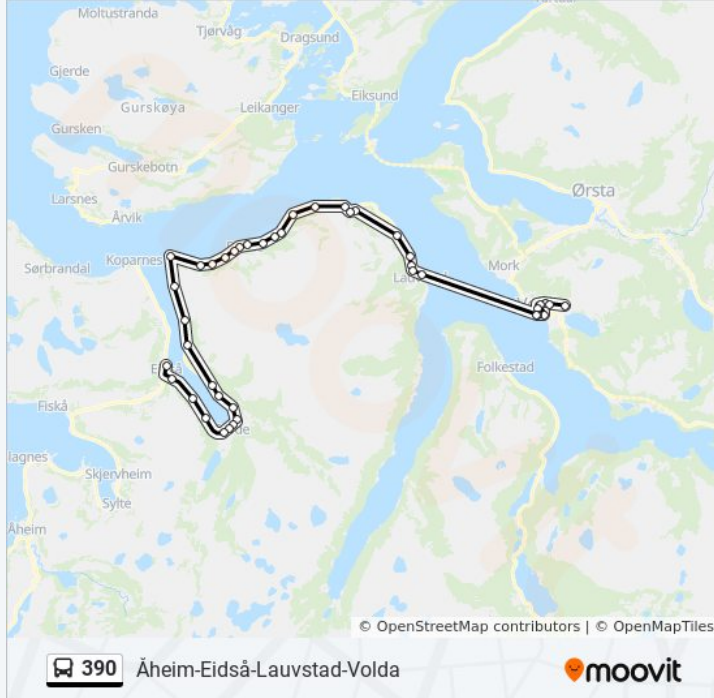 Moltustranda
Tjørvåg
Dragsund
Gjerde
Eiksund
Gurskøya
Leikanger
Gursken
Gurskebotn
Ørsta
Larsnes
Årvik
Koparnes
Sørbrandal
Mork
Folkestad
Fiskå
Skjervheim
Sylte
Åheim
© OpenStreetMap contributors | © OpenMapTiles
390 Åheim-Eidså-Lauvstad-Volda
moovit